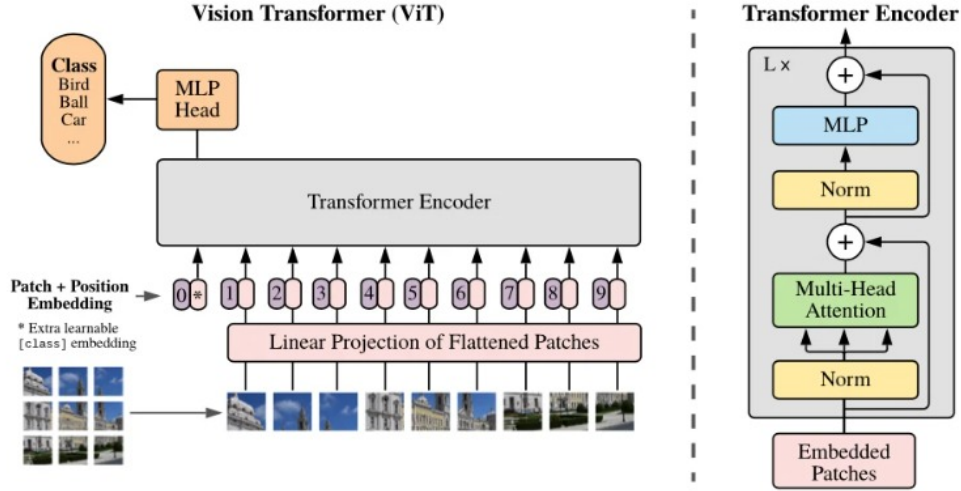 Vision Transformer (ViT)
Class
Bird
Ball
Car
...
MLP
Head
Transformer Encoder
Patch + Position
Embedding
0 * 1 2 3 4 5 6 7 8 9
* Extra learnable
[class] embedding
Linear Projection of Flattened Patches
Transformer Encoder
L x
+
MLP
Norm
+
Multi-Head
Attention
Norm
Embedded
Patches